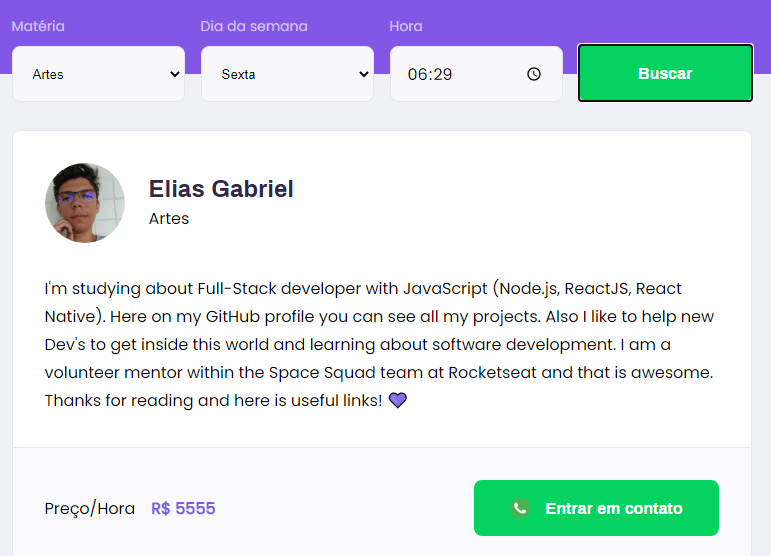 Matéria Dia da semana Hora
Artes Sexta 06:29 Buscar
Elias Gabriel
Artes
I'm studying about Full-Stack developer with JavaScript (Node.js, ReactJS, React
Native). Here on my GitHub profile you can see all my projects. Also I like to help new
Dev's to get inside this world and learning about software development. I am a
volunteer mentor within the Space Squad team at Rocketseat and that is awesome.
Thanks for reading and here is useful links! 💜
Preço/Hora R$ 5555 Entrar em contato